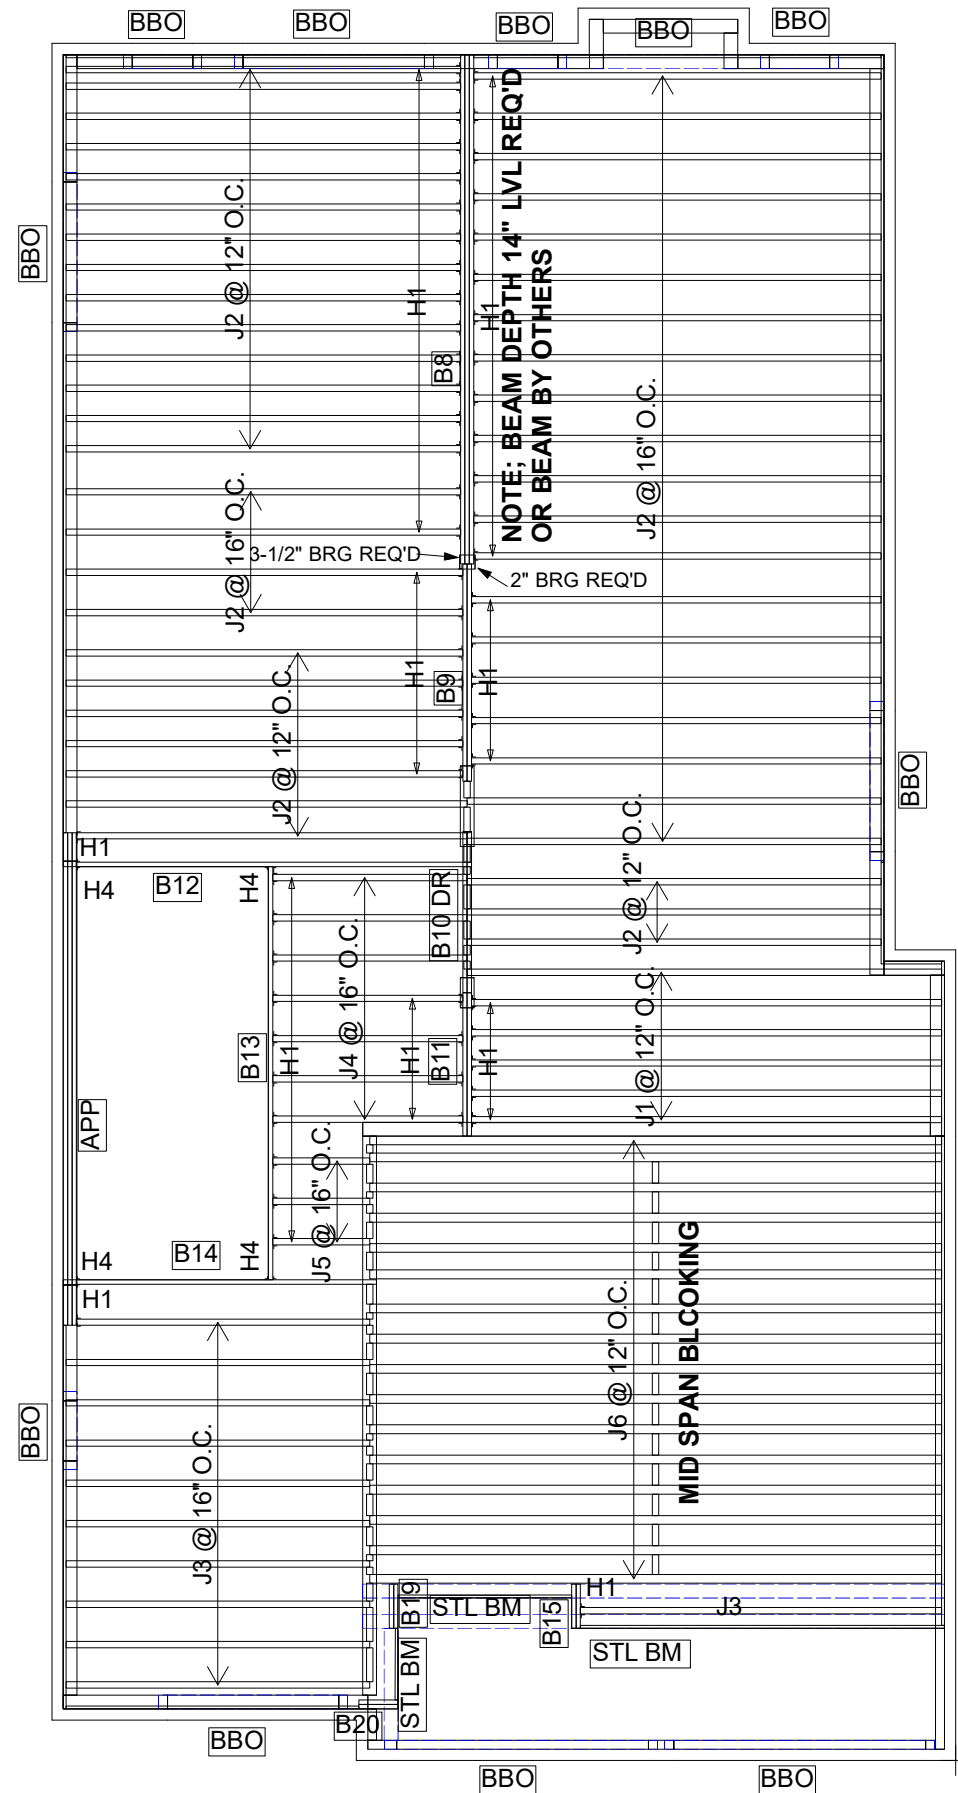 BBO
BBO
BBO
BBO
BBO
BBO
J2 @ 12" O.C.
H1
B8
H1
NOTE; BEAM DEPTH 14" LVL REQ'D
OR BEAM BY OTHERS
J2 @ 16" O.C.
J2 @ 16" O.C.
3-1/2" BRG REQ'D
2" BRG REQ'D
J2 @ 12" O.C.
H1
B9
H1
BBO
H1
H4
B12
H4
B10 DR
J2 @ 12" O.C.
J4 @ 16" O.C.
B13
H1
H1
B11
H1
J1 @ 12" O.C.
APP
J5 @ 16" O.C.
H4
B14
H4
H1
J6 @ 12" O.C.
MID SPAN BLCOKING
BBO
J3 @ 16" O.C.
B19
STL BM
B15
H1
J3
STL BM
STL BM
B20
BBO
BBO
BBO